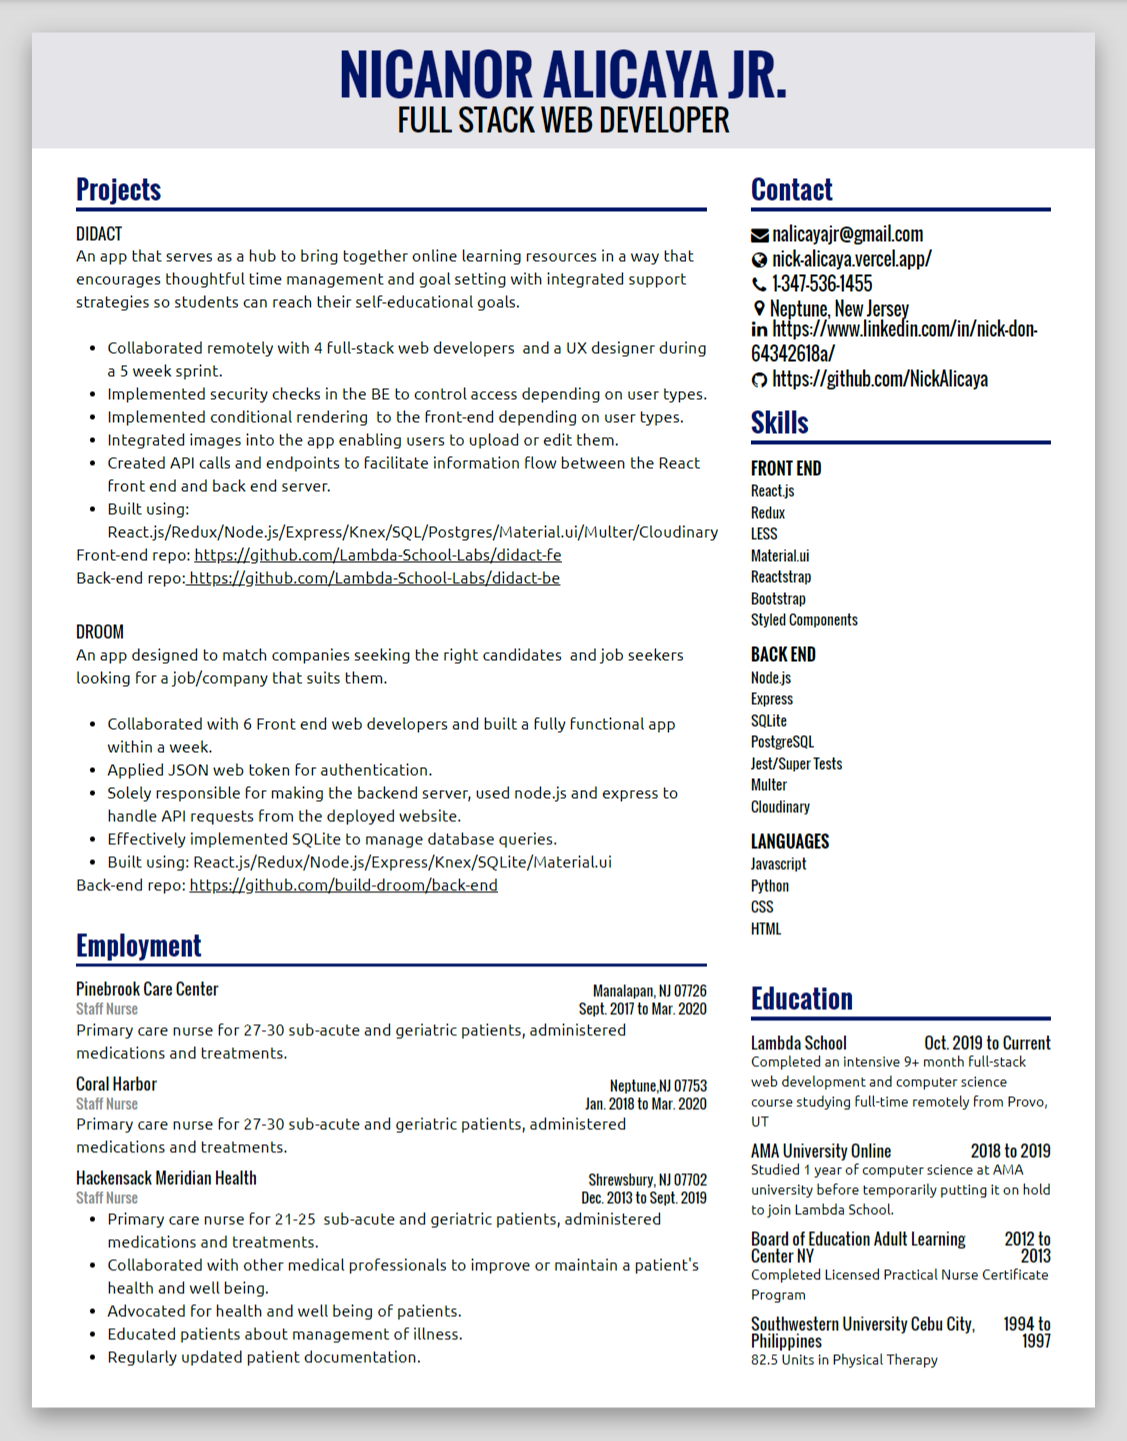 NICANOR ALICAYA JR.
FULL STACK WEB DEVELOPER
Projects
DIDACT
An app that serves as a hub to bring together online learning resources in a way that
encourages thoughtful time management and goal setting with integrated support
strategies so students can reach their self-educational goals.
• Collaborated remotely with 4 full-stack web developers  and a UX designer during
a 5 week sprint.
• Implemented security checks in the BE to control access depending on user types.
• Implemented conditional rendering  to the front-end depending on user types.
• Integrated images into the app enabling users to upload or edit them.
• Created API calls and endpoints to facilitate information flow between the React
front end and back end server.
• Built using:
React.js/Redux/Node.js/Express/Knex/SQL/Postgres/Material.ui/Multer/Cloudinary
Front-end repo: https://github.com/Lambda-School-Labs/didact-fe
Back-end repo: https://github.com/Lambda-School-Labs/didact-be
DROOM
An app designed to match companies seeking the right candidates  and job seekers
looking for a job/company that suits them.
• Collaborated with 6 Front end web developers and built a fully functional app
within a week.
• Applied JSON web token for authentication.
• Solely responsible for making the backend server, used node.js and express to
handle API requests from the deployed website.
• Effectively implemented SQLite to manage database queries.
• Built using: React.js/Redux/Node.js/Express/Knex/SQLite/Material.ui
Back-end repo: https://github.com/build-droom/back-end
Employment
Pinebrook Care Center Manalapan, NJ 07726
Staff Nurse Sept. 2017 to Mar. 2020
Primary care nurse for 27-30 sub-acute and geriatric patients, administered
medications and treatments.
Coral Harbor Neptune,NJ 07753
Staff Nurse Jan. 2018 to Mar. 2020
Primary care nurse for 27-30 sub-acute and geriatric patients, administered
medications and treatments.
Hackensack Meridian Health Shrewsbury, NJ 07702
Staff Nurse Dec. 2013 to Sept. 2019
• Primary care nurse for 21-25  sub-acute and geriatric patients, administered
medications and treatments.
• Collaborated with other medical professionals to improve or maintain a patient's
health and well being.
• Advocated for health and well being of patients.
• Educated patients about management of illness.
• Regularly updated patient documentation.
Contact
nalicayajr@gmail.com
nick-alicaya.vercel.app/
1-347-536-1455
Neptune, New Jersey
https://www.linkedin.com/in/nick-don-
64342618a/
https://github.com/NickAlicaya
Skills
FRONT END
React.js
Redux
LESS
Material.ui
Reactstrap
Bootstrap
Styled Components
BACK END
Node.js
Express
SQLite
PostgreSQL
Jest/Super Tests
Multer
Cloudinary
LANGUAGES
Javascript
Python
CSS
HTML
Education
Lambda School Oct. 2019 to Current
Completed an intensive 9+ month full-stack
web development and computer science
course studying full-time remotely from Provo,
UT
AMA University Online 2018 to 2019
Studied 1 year of computer science at AMA
university before temporarily putting it on hold
to join Lambda School.
Board of Education Adult Learning 2012 to
Center NY 2013
Completed Licensed Practical Nurse Certificate
Program
Southwestern University Cebu City, 1994 to
Philippines 1997
82.5 Units in Physical Therapy